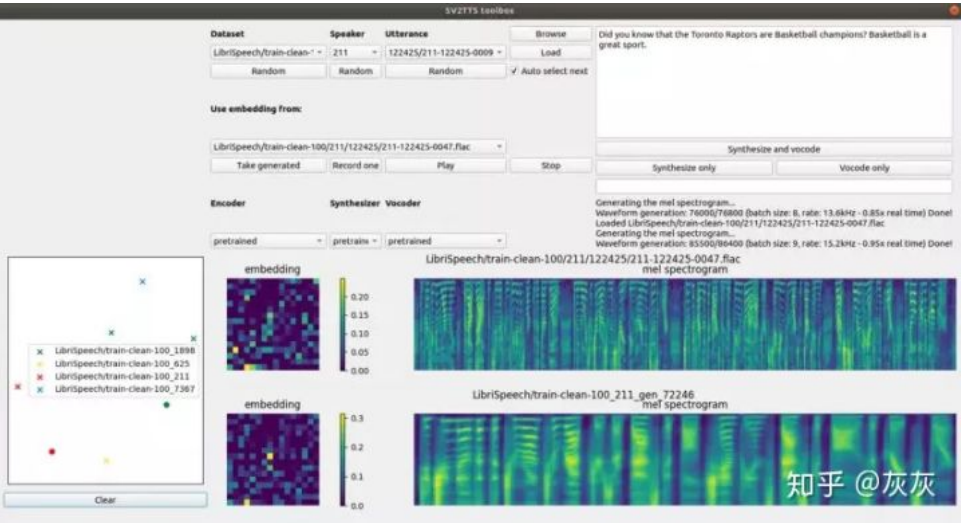 SV2TTS toolbox
Dataset Speaker Utterance Browse
LibriSpeech/train-clean-1 211 122425/211-122425-0009 Load
Random Random Random Auto select next
Did you know that the Toronto Raptors are Basketball champions? Basketball is a
great sport.
Use embedding from:
LibriSpeech/train-clean-100/211/122425/211-122425-0047.flac
Take generated Record one Play Stop
Synthesize and vocode
Synthesize only Vocode only
Encoder Synthesizer Vocoder
pretrained pretrain pretrained
Generating the mel spectrogram...
Waveform generation: 76000/76800 (batch size: 8, rate: 13.6kHz - 0.85x real time) Done!
Loaded LibriSpeech/train-clean-100/211/122425/211-122425-0047.flac
Generating the mel spectrogram...
Waveform generation: 85500/86400 (batch size: 9, rate: 15.2kHz - 0.95x real time) Done!
LibriSpeech/train-clean-100/211/122425/211-122425-0047.flac
embedding mel spectrogram
0.20
0.15
0.10
0.05
0.00
LibriSpeech/train-clean-100_1898
LibriSpeech/train-clean-100_625
LibriSpeech/train-clean-100_211
LibriSpeech/train-clean-100_7367
LibriSpeech/train-clean-100_211_gen_72246
embedding mel spectrogram
0.3
0.2
0.1
0.0
Clear
知乎 @灰灰